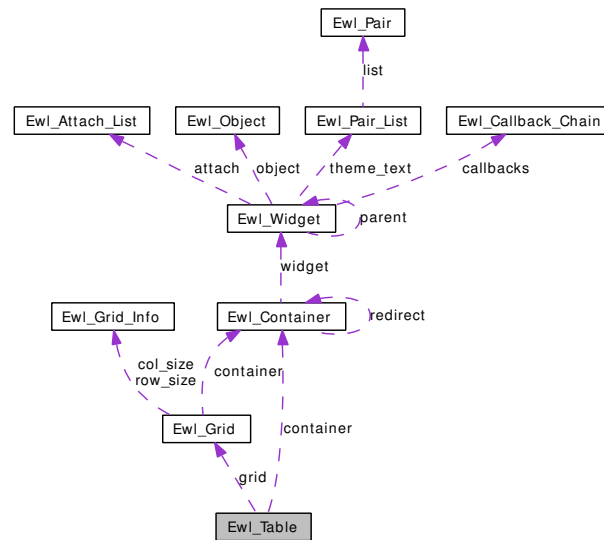 Ewl_Pair
list
Ewl_Attach_List
Ewl_Object
Ewl_Pair_List
Ewl_Callback_Chain
attach
object
theme_text
callbacks
Ewl_Widget
parent
widget
Ewl_Grid_Info
Ewl_Container
redirect
col_size
row_size
container
Ewl_Grid
container
grid
Ewl_Table